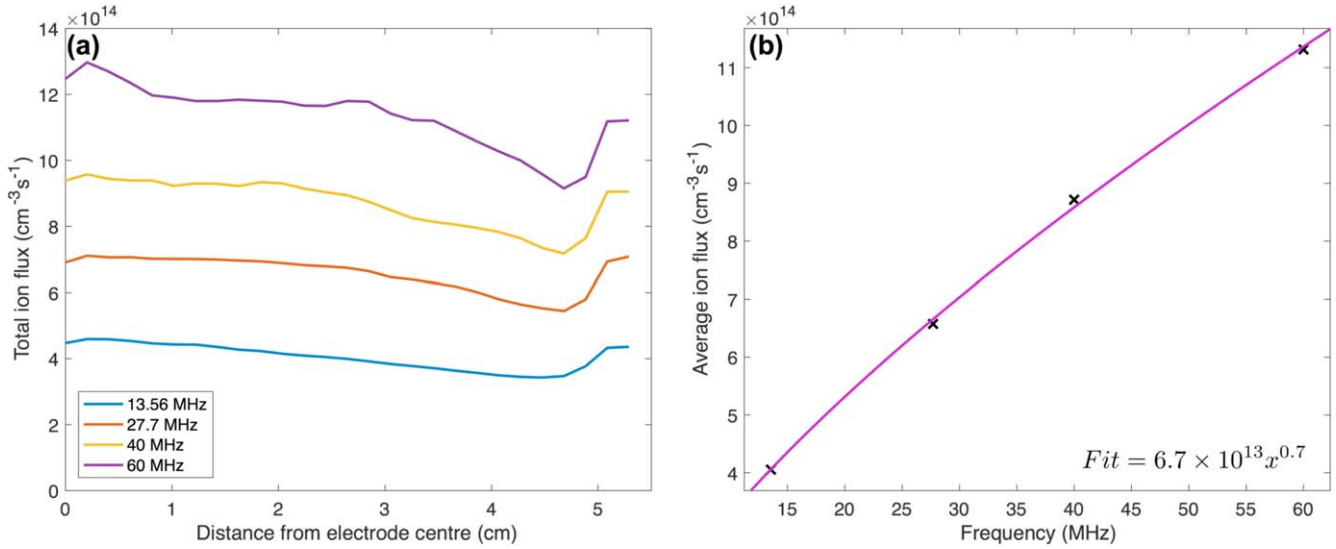 ×10^14
(a)
14
12
10
8
6
4
2
0
Total ion flux (cm^-3 s^-1)
13.56 MHz
27.7 MHz
40 MHz
60 MHz
0 1 2 3 4 5
Distance from electrode centre (cm)
×10^14
(b)
11
10
9
8
7
6
5
4
Average ion flux (cm^-3 s^-1)
Fit = 6.7 × 10^13 x^0.7
15 20 25 30 35 40 45 50 55 60
Frequency (MHz)